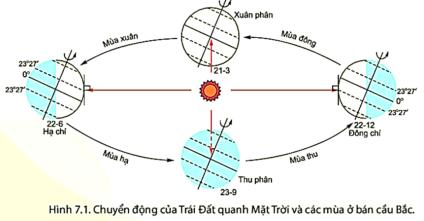 Xuân phân
Mùa xuân
Mùa đông
21-3
23°27'
0°
23°27'
23°27'
0°
23°27'
22-6
Hạ chí
22-12
Đông chí
Mùa hạ
Thu phân
Mùa thu
23-9
Hình 7.1. Chuyển động của Trái Đất quanh Mặt Trời và các mùa ở bán cầu Bắc.